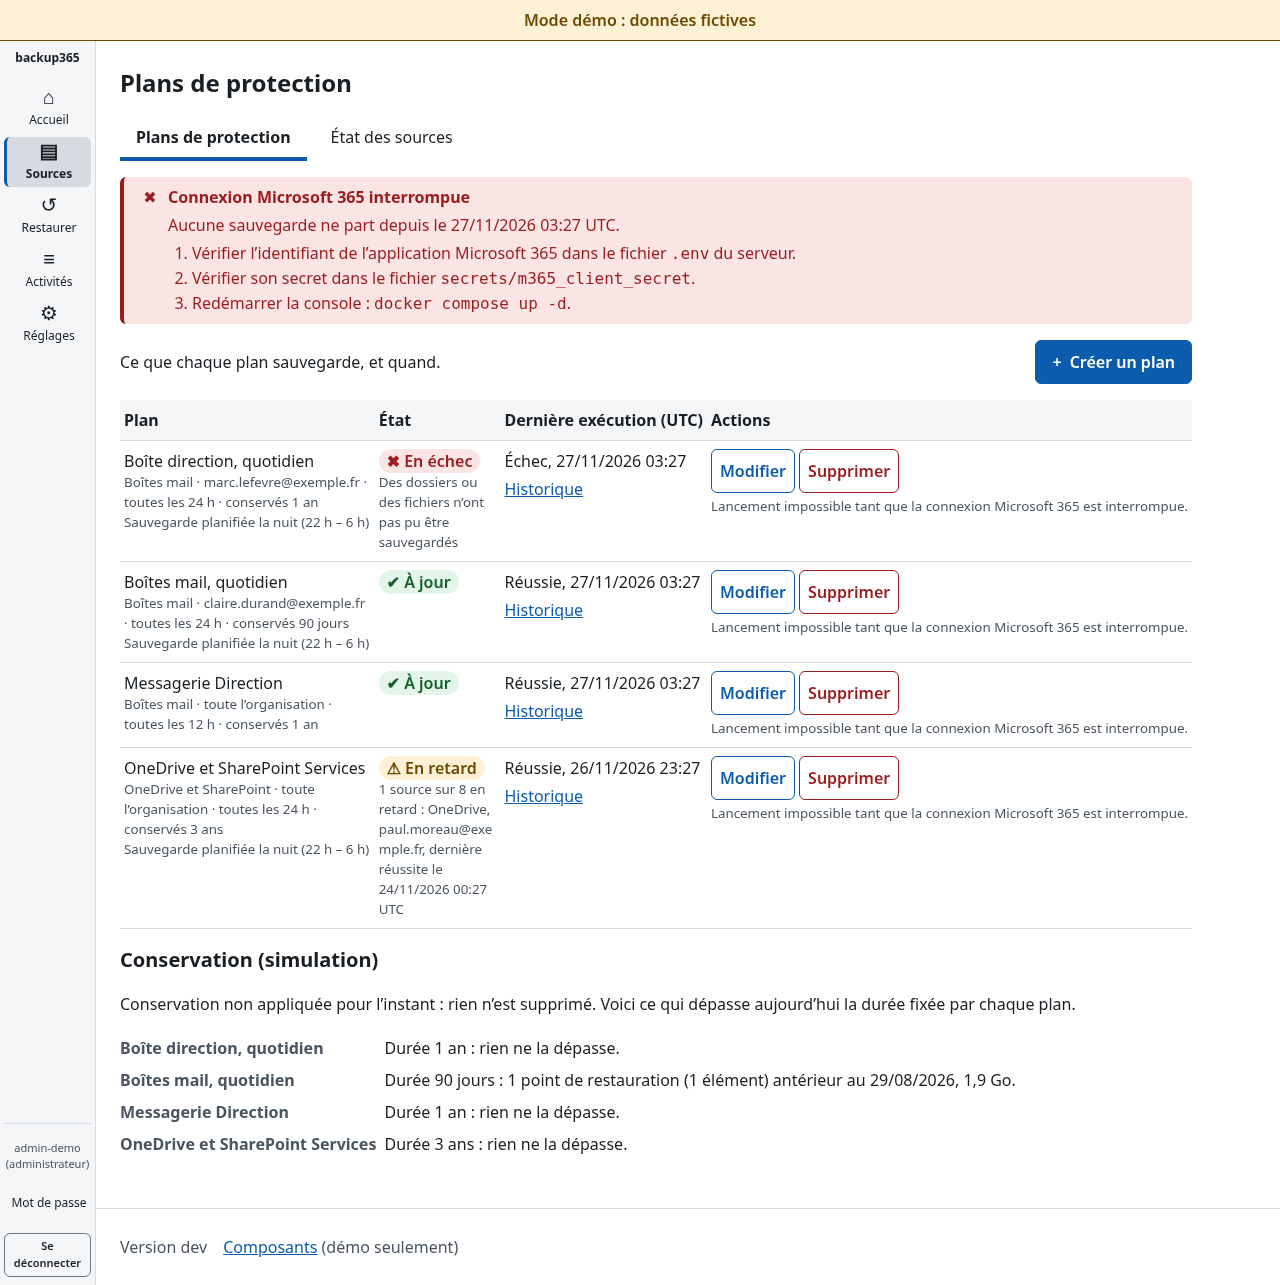 Mode démo : données fictives
backup365
Accueil
Sources
Restaurer
Activités
Réglages
admin-demo
(administrateur)
Mot de passe
Se
déconnecter
Plans de protection
Plans de protection État des sources
✖ Connexion Microsoft 365 interrompue
Aucune sauvegarde ne part depuis le 27/11/2026 03:27 UTC.
1. Vérifier l’identifiant de l’application Microsoft 365 dans le fichier .env du serveur.
2. Vérifier son secret dans le fichier secrets/m365_client_secret.
3. Redémarrer la console : docker compose up -d.
Ce que chaque plan sauvegarde, et quand.
+ Créer un plan
Plan État Dernière exécution (UTC) Actions
Boîte direction, quotidien
Boîtes mail · marc.lefevre@exemple.fr ·
toutes les 24 h · conservés 1 an
Sauvegarde planifiée la nuit (22 h – 6 h)
✖ En échec
Des dossiers ou
des fichiers n’ont
pas pu être
sauvegardés
Échec, 27/11/2026 03:27
Historique
Modifier Supprimer
Lancement impossible tant que la connexion Microsoft 365 est interrompue.
Boîtes mail, quotidien
Boîtes mail · claire.durand@exemple.fr
· toutes les 24 h · conservés 90 jours
Sauvegarde planifiée la nuit (22 h – 6 h)
✔ À jour
Réussie, 27/11/2026 03:27
Historique
Modifier Supprimer
Lancement impossible tant que la connexion Microsoft 365 est interrompue.
Messagerie Direction
Boîtes mail · toute l’organisation ·
toutes les 12 h · conservés 1 an
✔ À jour
Réussie, 27/11/2026 03:27
Historique
Modifier Supprimer
Lancement impossible tant que la connexion Microsoft 365 est interrompue.
OneDrive et SharePoint Services
OneDrive et SharePoint · toute
l’organisation · toutes les 24 h ·
conservés 3 ans
Sauvegarde planifiée la nuit (22 h – 6 h)
⚠ En retard
1 source sur 8 en
retard : OneDrive,
paul.moreau@exe
mple.fr, dernière
réussite le
24/11/2026 00:27
UTC
Réussie, 26/11/2026 23:27
Historique
Modifier Supprimer
Lancement impossible tant que la connexion Microsoft 365 est interrompue.
Conservation (simulation)
Conservation non appliquée pour l’instant : rien n’est supprimé. Voici ce qui dépasse aujourd’hui la durée fixée par chaque plan.
Boîte direction, quotidien Durée 1 an : rien ne la dépasse.
Boîtes mail, quotidien Durée 90 jours : 1 point de restauration (1 élément) antérieur au 29/08/2026, 1,9 Go.
Messagerie Direction Durée 1 an : rien ne la dépasse.
OneDrive et SharePoint Services Durée 3 ans : rien ne la dépasse.
Version dev Composants (démo seulement)